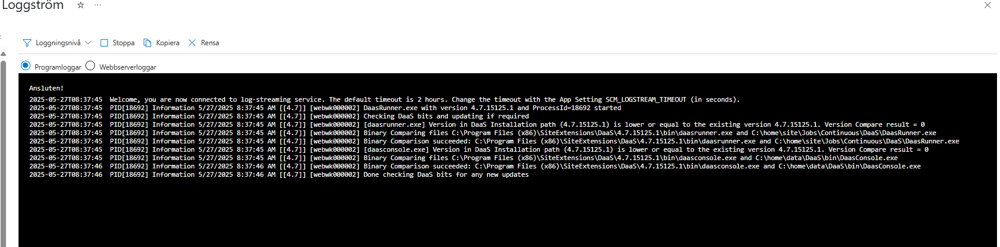 Loggström
Loggningsnivå Stoppa Kopiera Rensa
Programloggar Webbserverloggar
Ansluten!
2025-05-27T08:37:45 Welcome, you are now connected to log-streaming service. The default timeout is 2 hours. Change the timeout with the App Setting SCM_LOGSTREAM_TIMEOUT (in seconds).
2025-05-27T08:37:45 PID[18692] Information 5/27/2025 8:37:45 AM [[4.7]] [webwk000002] DaasRunner.exe with version 4.7.15125.1 and ProcessId=18692 started
2025-05-27T08:37:45 PID[18692] Information 5/27/2025 8:37:45 AM [[4.7]] [webwk000002] Checking DaaS bits and updating if required
2025-05-27T08:37:45 PID[18692] Information 5/27/2025 8:37:45 AM [[4.7]] [webwk000002] [daasrunner.exe] Version in DaaS Installation path (4.7.15125.1) is lower or equal to the existing version 4.7.15125.1. Version Compare result = 0
2025-05-27T08:37:45 PID[18692] Information 5/27/2025 8:37:45 AM [[4.7]] [webwk000002] Binary Comparing files C:\Program Files (x86)\SiteExtensions\DaaS\4.7.15125.1\bin\daasrunner.exe and C:\home\site\Jobs\Continuous\DaaS\DaasRunner.exe
2025-05-27T08:37:45 PID[18692] Information 5/27/2025 8:37:45 AM [[4.7]] [webwk000002] Binary Comparison succeeded: C:\Program Files (x86)\SiteExtensions\DaaS\4.7.15125.1\bin\daasrunner.exe and C:\home\site\Jobs\Continuous\DaaS\DaasRunner.exe
2025-05-27T08:37:45 PID[18692] Information 5/27/2025 8:37:45 AM [[4.7]] [webwk000002] [daasconsole.exe] Version in DaaS Installation path (4.7.15125.1) is lower or equal to the existing version 4.7.15125.1. Version Compare result = 0
2025-05-27T08:37:45 PID[18692] Information 5/27/2025 8:37:45 AM [[4.7]] [webwk000002] Binary Comparing files C:\Program Files (x86)\SiteExtensions\DaaS\4.7.15125.1\bin\daasconsole.exe and C:\home\data\DaaS\bin\DaasConsole.exe
2025-05-27T08:37:46 PID[18692] Information 5/27/2025 8:37:46 AM [[4.7]] [webwk000002] Binary Comparison succeeded: C:\Program Files (x86)\SiteExtensions\DaaS\4.7.15125.1\bin\daasconsole.exe and C:\home\data\DaaS\bin\DaasConsole.exe
2025-05-27T08:37:46 PID[18692] Information 5/27/2025 8:37:46 AM [[4.7]] [webwk000002] Done checking DaaS bits for any new updates